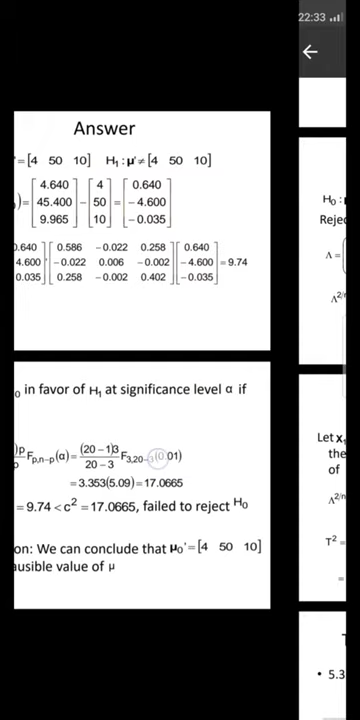 22:33
Answer
'=[4 50 10] H₁ : μ' ≠ [4 50 10]
)= [4.640 45.400 9.965] − [4 50 10] = [0.640 −4.600 −0.035]
0.640 [0.586 −0.022 0.258] [0.640]
4.600 [−0.022 0.006 −0.002] [−4.600] =9.74
0.035 [0.258 −0.002 0.402] [−0.035]
0 in favor of H₁ at significance level α if
)p/p F p,n−p (α) = (20 −1)3/20 −3 F 3,20−3 (0.01)
= 3.353(5.09) = 17.0665
= 9.74 < c² = 17.0665, failed to reject H₀
on: We can conclude that μ₀' = [4 50 10]
ausible value of μ
H₀ :
Rejec
Λ =
Λ^2/n
Let x₁
the
of
Λ^2/n
T² =
=
• 5.3